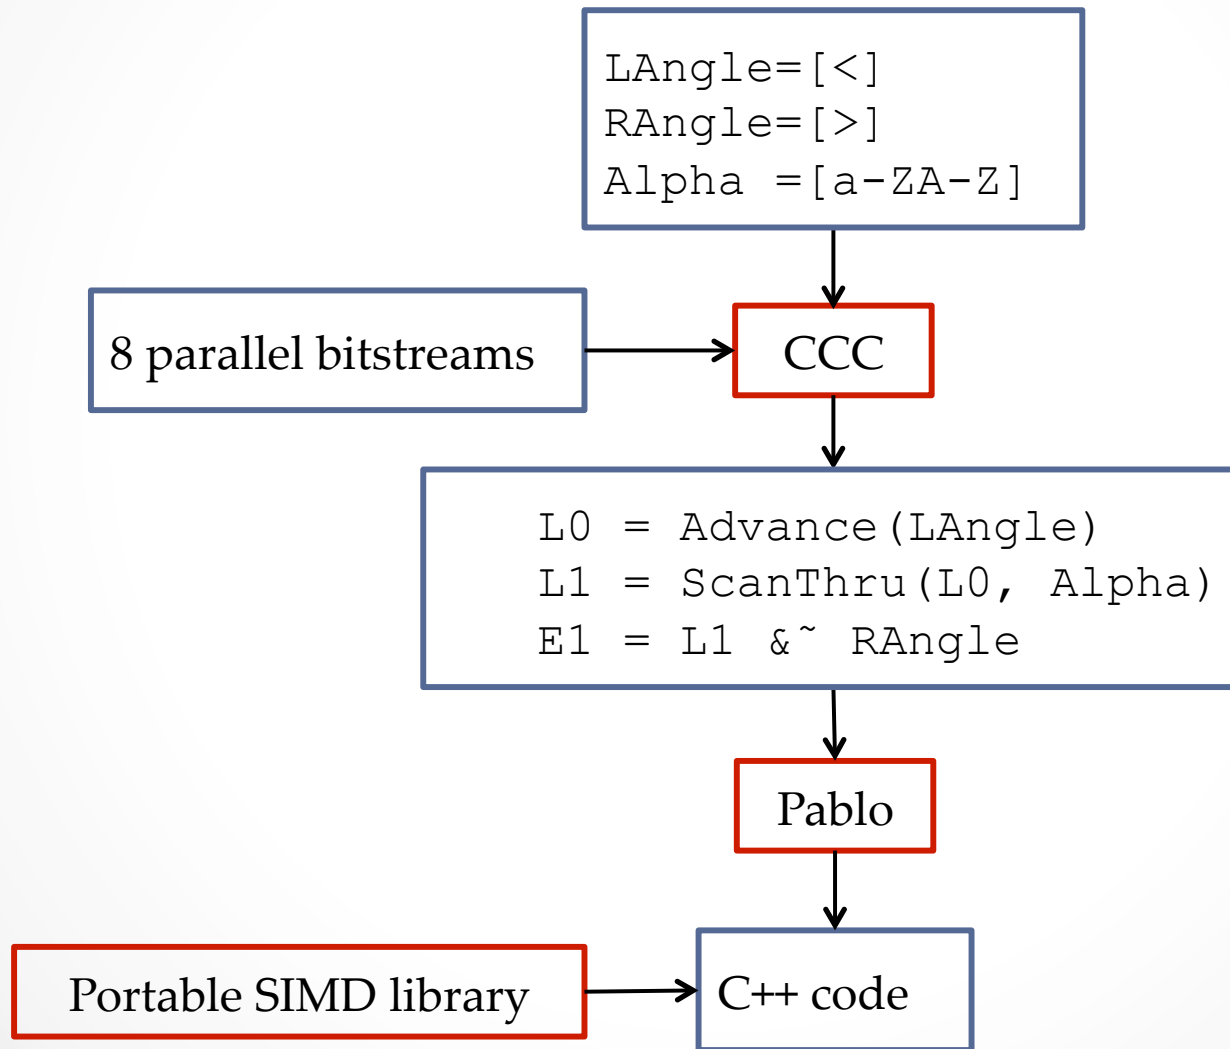 LAngle=[<]
RAngle=[>]
Alpha =[a-ZA-Z]
8 parallel bitstreams
CCC
L0 = Advance(LAngle)
L1 = ScanThru(L0, Alpha)
E1 = L1 &~ RAngle
Pablo
Portable SIMD library
C++ code